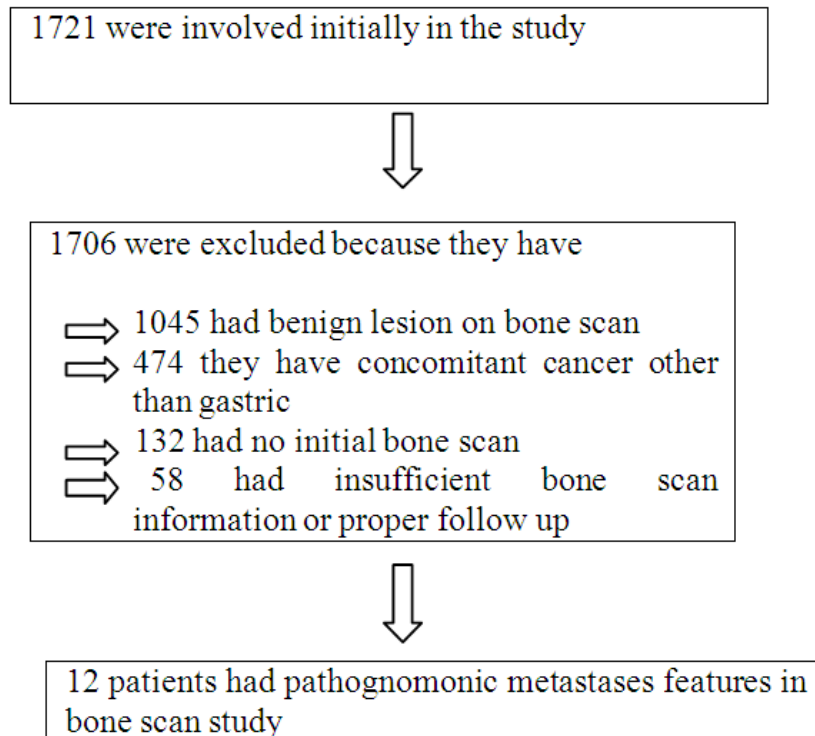 1721 were involved initially in the study
1706 were excluded because they have
1045 had benign lesion on bone scan
474 they have concomitant cancer other
than gastric
132 had no initial bone scan
58 had insufficient bone scan
information or proper follow up
12 patients had pathognomonic metastases features in
bone scan study